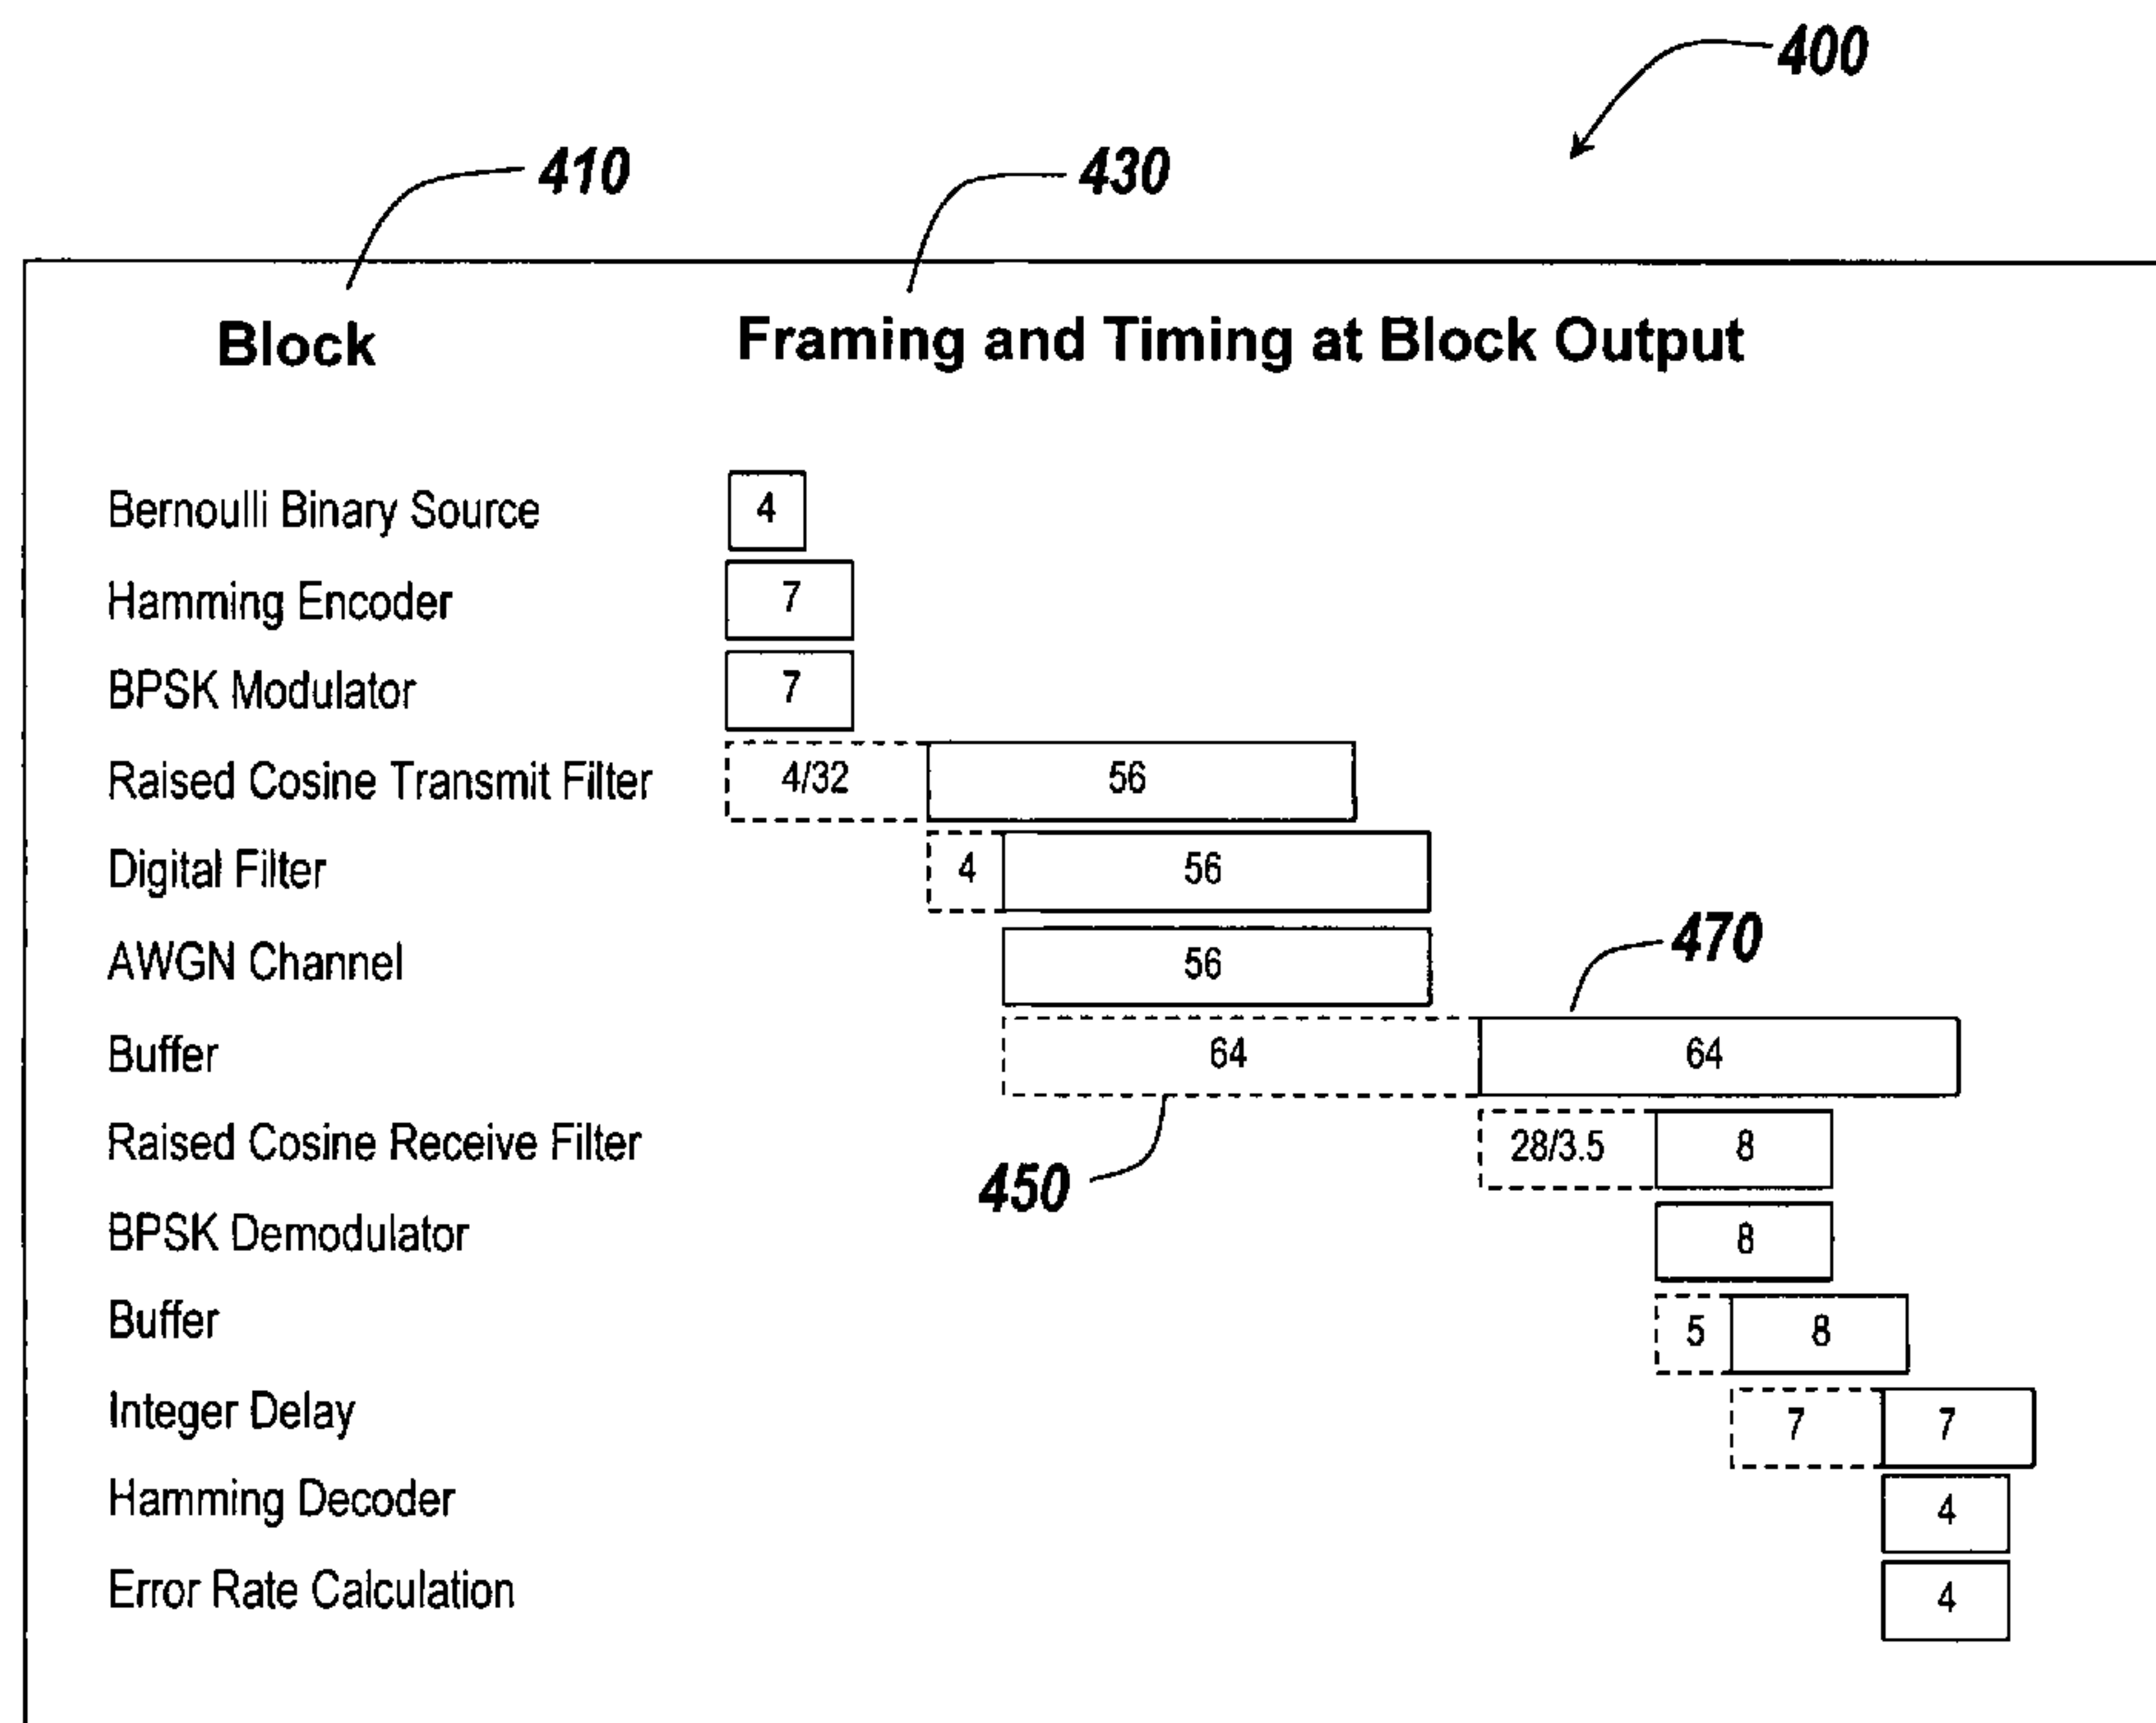 400
410 430
Block Framing and Timing at Block Output
Bernoulli Binary Source 4
Hamming Encoder 7
BPSK Modulator 7
Raised Cosine Transmit Filter 4/32 56
Digital Filter 4 56
AWGN Channel 56
470
Buffer 64 64
Raised Cosine Receive Filter 28/3.5 8
450
BPSK Demodulator 8
Buffer 5 8
Integer Delay 7 7
Hamming Decoder 4
Error Rate Calculation 4